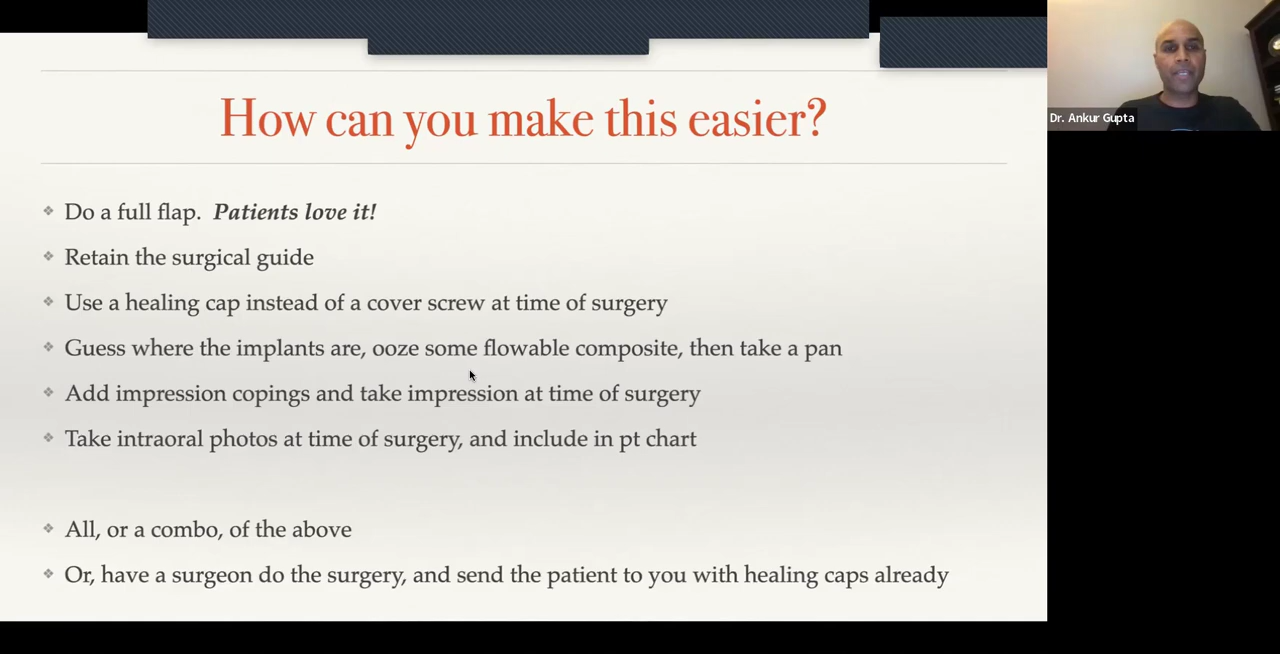 How can you make this easier?
Dr. Ankur Gupta
Do a full flap. Patients love it!
Retain the surgical guide
Use a healing cap instead of a cover screw at time of surgery
Guess where the implants are, ooze some flowable composite, then take a pan
Add impression copings and take impression at time of surgery
Take intraoral photos at time of surgery, and include in pt chart
All, or a combo, of the above
Or, have a surgeon do the surgery, and send the patient to you with healing caps already